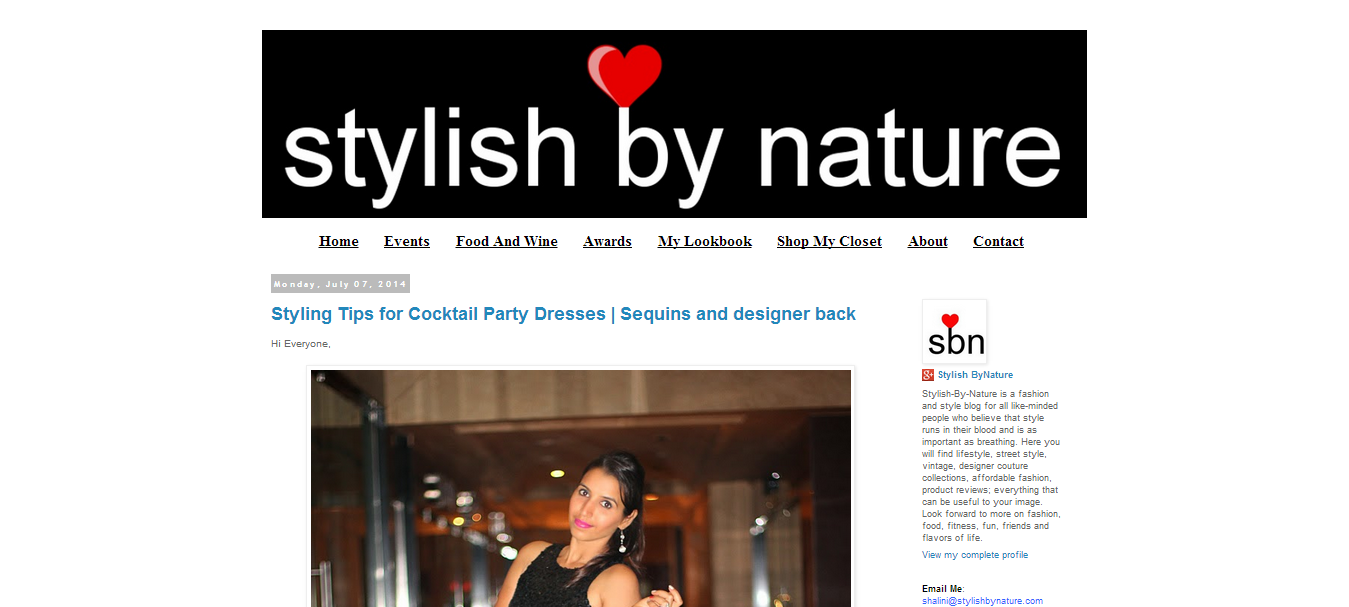 stylish by nature
Home Events Food And Wine Awards My Lookbook Shop My Closet About Contact
Monday, July 07, 2014
Styling Tips for Cocktail Party Dresses | Sequins and designer back
Hi Everyone,
sbn
g+ Stylish ByNature
Stylish-By-Nature is a fashion
and style blog for all like-minded
people who believe that style
runs in their blood and is as
important as breathing. Here you
will find lifestyle, street style,
vintage, designer couture
collections, affordable fashion,
product reviews; everything that
can be useful to your image.
Look forward to more on fashion,
food, fitness, fun, friends and
flavors of life.
View my complete profile
Email Me:
shalini@stylishbynature.com